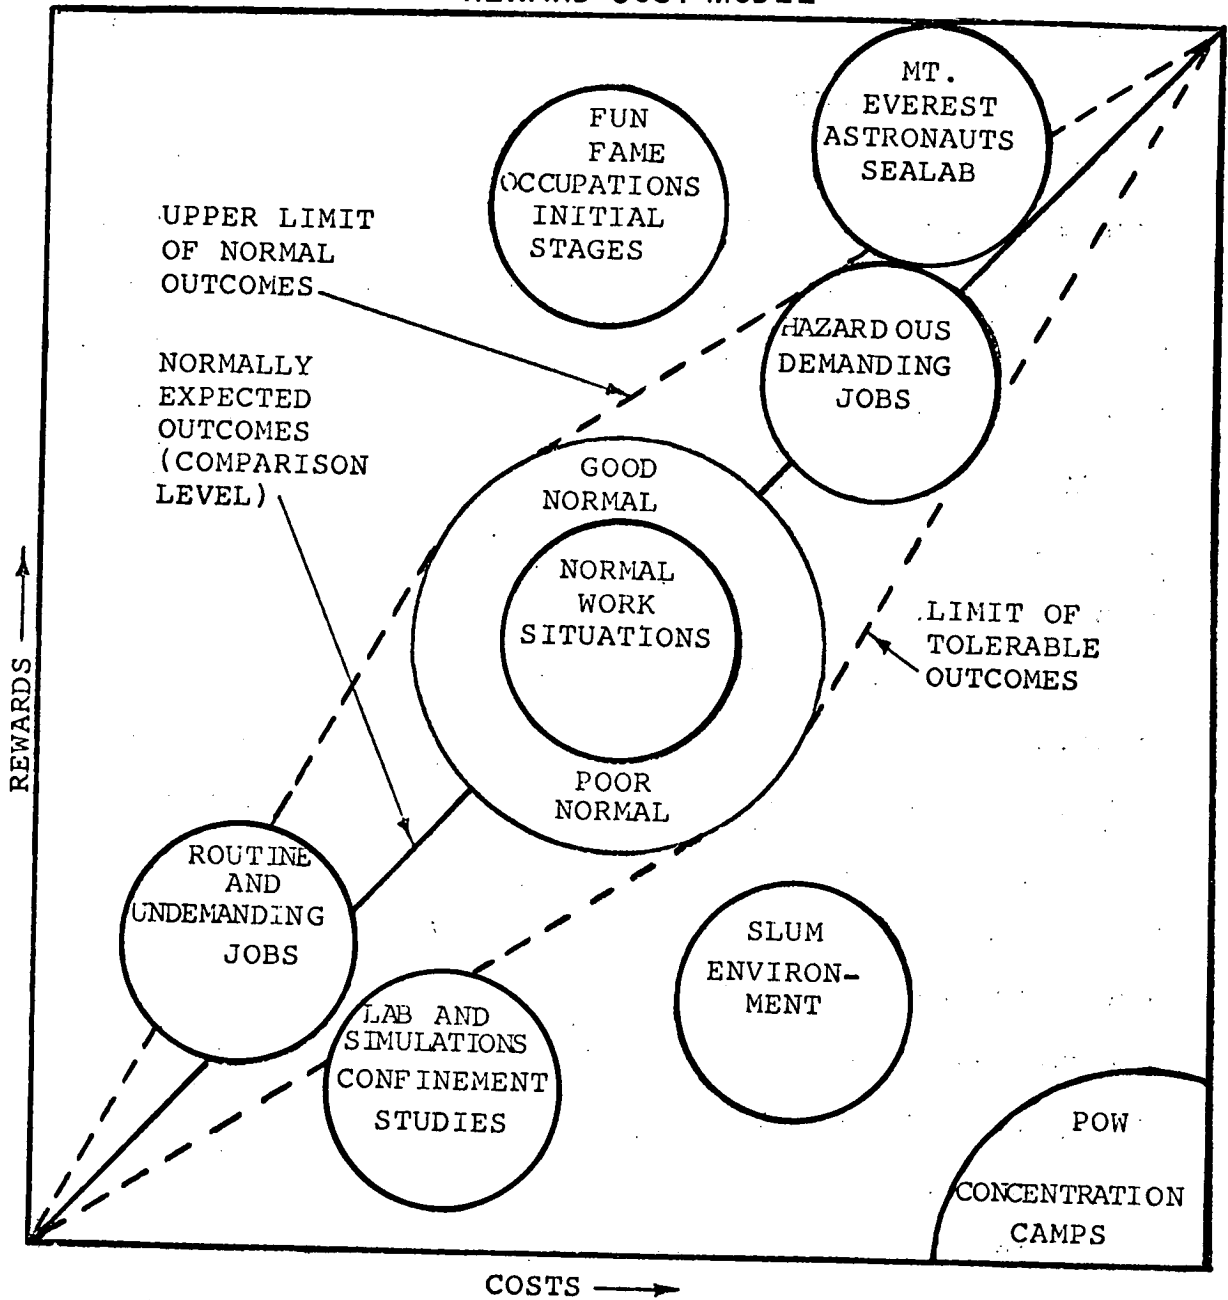 REWARD COST MODEL
MT.
EVEREST
ASTRONAUTS
SEALAB
FUN
FAME
OCCUPATIONS
INITIAL
STAGES
UPPER LIMIT
OF NORMAL
OUTCOMES
HAZARDOUS
DEMANDING
JOBS
NORMALLY
EXPECTED
OUTCOMES
(COMPARISON
LEVEL)
GOOD
NORMAL
NORMAL
WORK
SITUATIONS
POOR
NORMAL
LIMIT OF
TOLERABLE
OUTCOMES
REWARDS
ROUTINE
AND
UNDEMANDING
JOBS
SLUM
ENVIRON-
MENT
LAB AND
SIMULATIONS
CONFINEMENT
STUDIES
POW
CONCENTRATION
CAMPS
COSTS